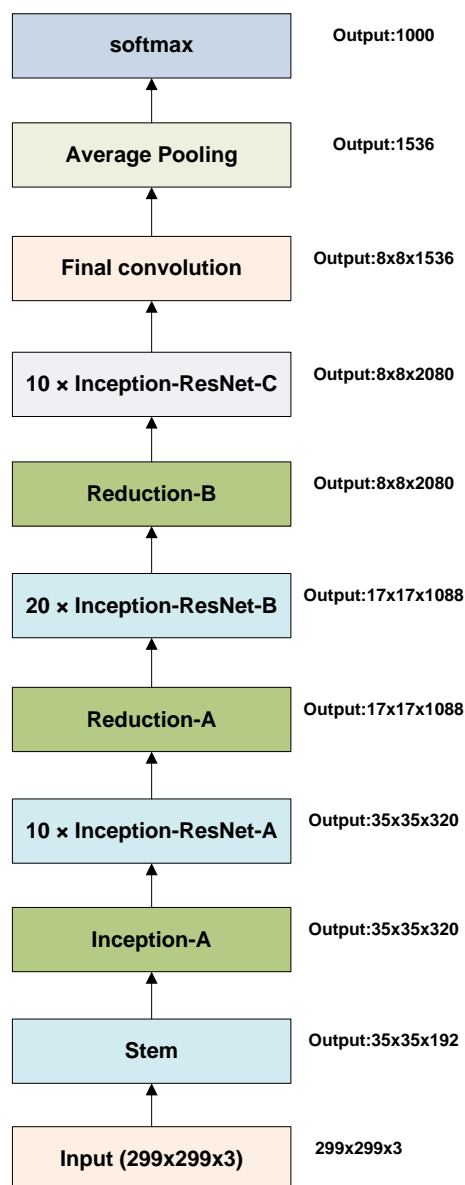 softmax
Output:1000
Average Pooling
Output:1536
Final convolution
Output:8x8x1536
10 × Inception-ResNet-C
Output:8x8x2080
Reduction-B
Output:8x8x2080
20 × Inception-ResNet-B
Output:17x17x1088
Reduction-A
Output:17x17x1088
10 × Inception-ResNet-A
Output:35x35x320
Inception-A
Output:35x35x320
Stem
Output:35x35x192
Input (299x299x3)
299x299x3